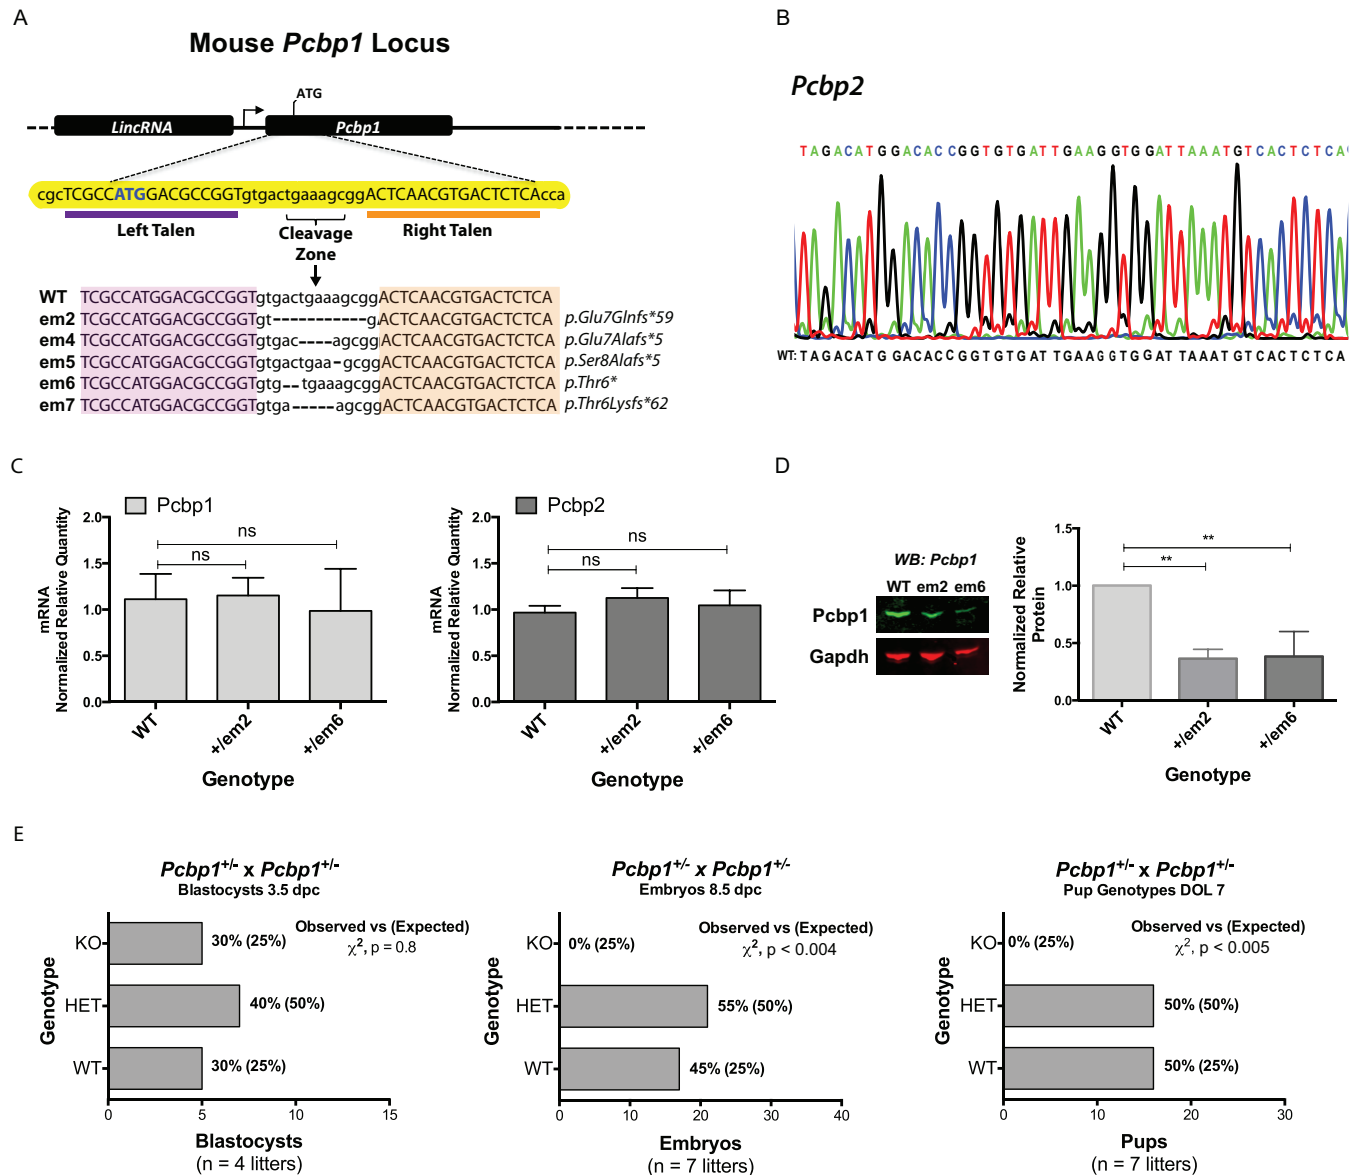 A
Mouse Pcbp1 Locus
ATG
LincRNA
Pcbp1
cgcTCGCCATGGACGCCGGTgtgactgaaagcggACTCAACGTGACTCTCAcca
Left Talen
Cleavage
Zone
Right Talen
WT TCGCCATGGACGCCGGTgtgactgaaagcggACTCAACGTGACTCTCA
em2 TCGCCATGGACGCCGGTgt-----------gACTCAACGTGACTCTCA p.Glu7Glnfs*59
em4 TCGCCATGGACGCCGGTgtgac----agcggACTCAACGTGACTCTCA p.Glu7Alafs*5
em5 TCGCCATGGACGCCGGTgtgactgaa-gcggACTCAACGTGACTCTCA p.Ser8Alafs*5
em6 TCGCCATGGACGCCGGTgtg--tgaaagcggACTCAACGTGACTCTCA p.Thr6*
em7 TCGCCATGGACGCCGGTgtga-----agcggACTCAACGTGACTCTCA p.Thr6Lysfs*62
B
Pcbp2
TAGACATGGACACCGGTGTGATTGAAGGTGGATTAAATGTCACTCTCA
WT: TAGACATGGACACCGGTGTGATTGAAGGTGGATTAAATGTCACTCTCA
C
Pcbp1
mRNA
Normalized Relative Quantity
2.0
1.5
1.0
0.5
0.0
ns
ns
WT
+/em2
+/em6
Genotype
Pcbp2
mRNA
Normalized Relative Quantity
2.0
1.5
1.0
0.5
0.0
ns
ns
WT
+/em2
+/em6
Genotype
D
WB: Pcbp1
WT em2 em6
Pcbp1
Gapdh
Normalized Relative
Protein
1.5
1.0
0.5
0.0
**
**
WT
+/em2
+/em6
Genotype
E
Pcbp1+/- x Pcbp1+/-
Blastocysts 3.5 dpc
Observed vs (Expected)
χ², p = 0.8
Genotype
KO
30% (25%)
HET
40% (50%)
WT
30% (25%)
0 5 10 15
Blastocysts
(n = 4 litters)
Pcbp1+/- x Pcbp1+/-
Embryos 8.5 dpc
Observed vs (Expected)
χ², p < 0.004
Genotype
KO
0% (25%)
HET
55% (50%)
WT
45% (25%)
0 10 20 30 40
Embryos
(n = 7 litters)
Pcbp1+/- x Pcbp1+/-
Pup Genotypes DOL 7
Observed vs (Expected)
χ², p < 0.005
Genotype
KO
0% (25%)
HET
50% (50%)
WT
50% (25%)
0 10 20 30
Pups
(n = 7 litters)